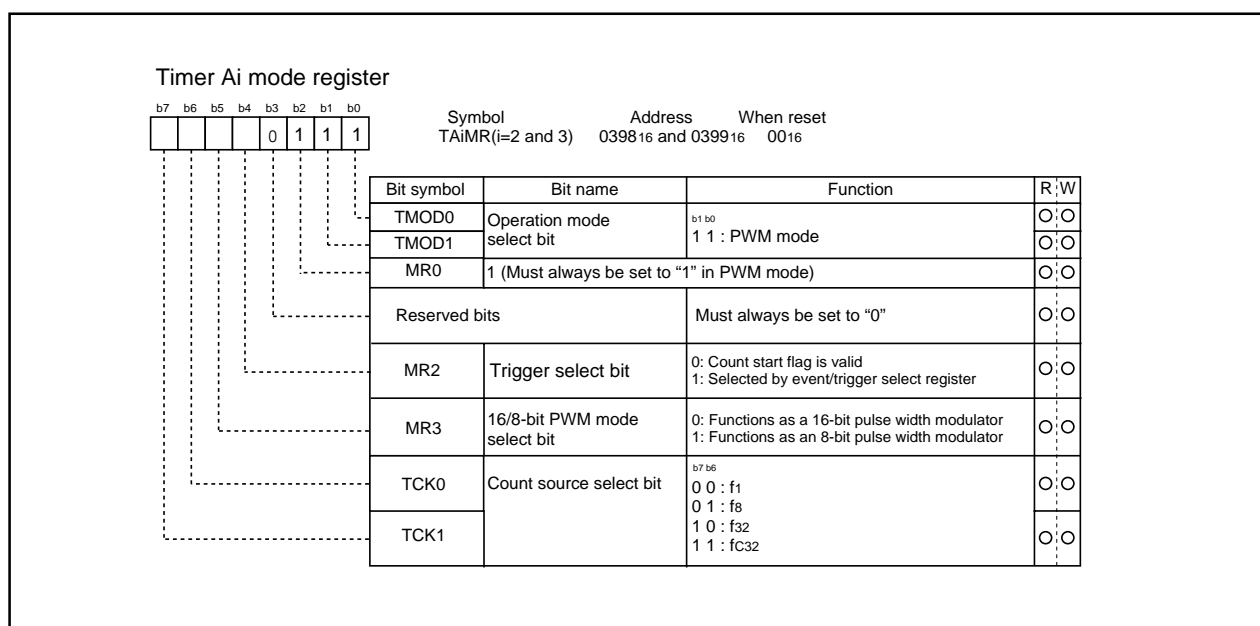 Timer Ai mode register
b7 b6 b5 b4 b3 b2 b1 b0
0 1 1 1
Symbol Address When reset
TAiMR(i=2 and 3) 039816 and 039916 0016
Bit symbol Bit name Function R W
TMOD0 Operation mode select bit b1 b0
TMOD1 1 1 : PWM mode
MR0 1 (Must always be set to “1” in PWM mode)
Reserved bits Must always be set to “0”
MR2 Trigger select bit 0: Count start flag is valid
1: Selected by event/trigger select register
MR3 16/8-bit PWM mode select bit 0: Functions as a 16-bit pulse width modulator
1: Functions as an 8-bit pulse width modulator
TCK0 Count source select bit b7 b6
0 0 : f1
0 1 : f8
TCK1 1 0 : f32
1 1 : fC32